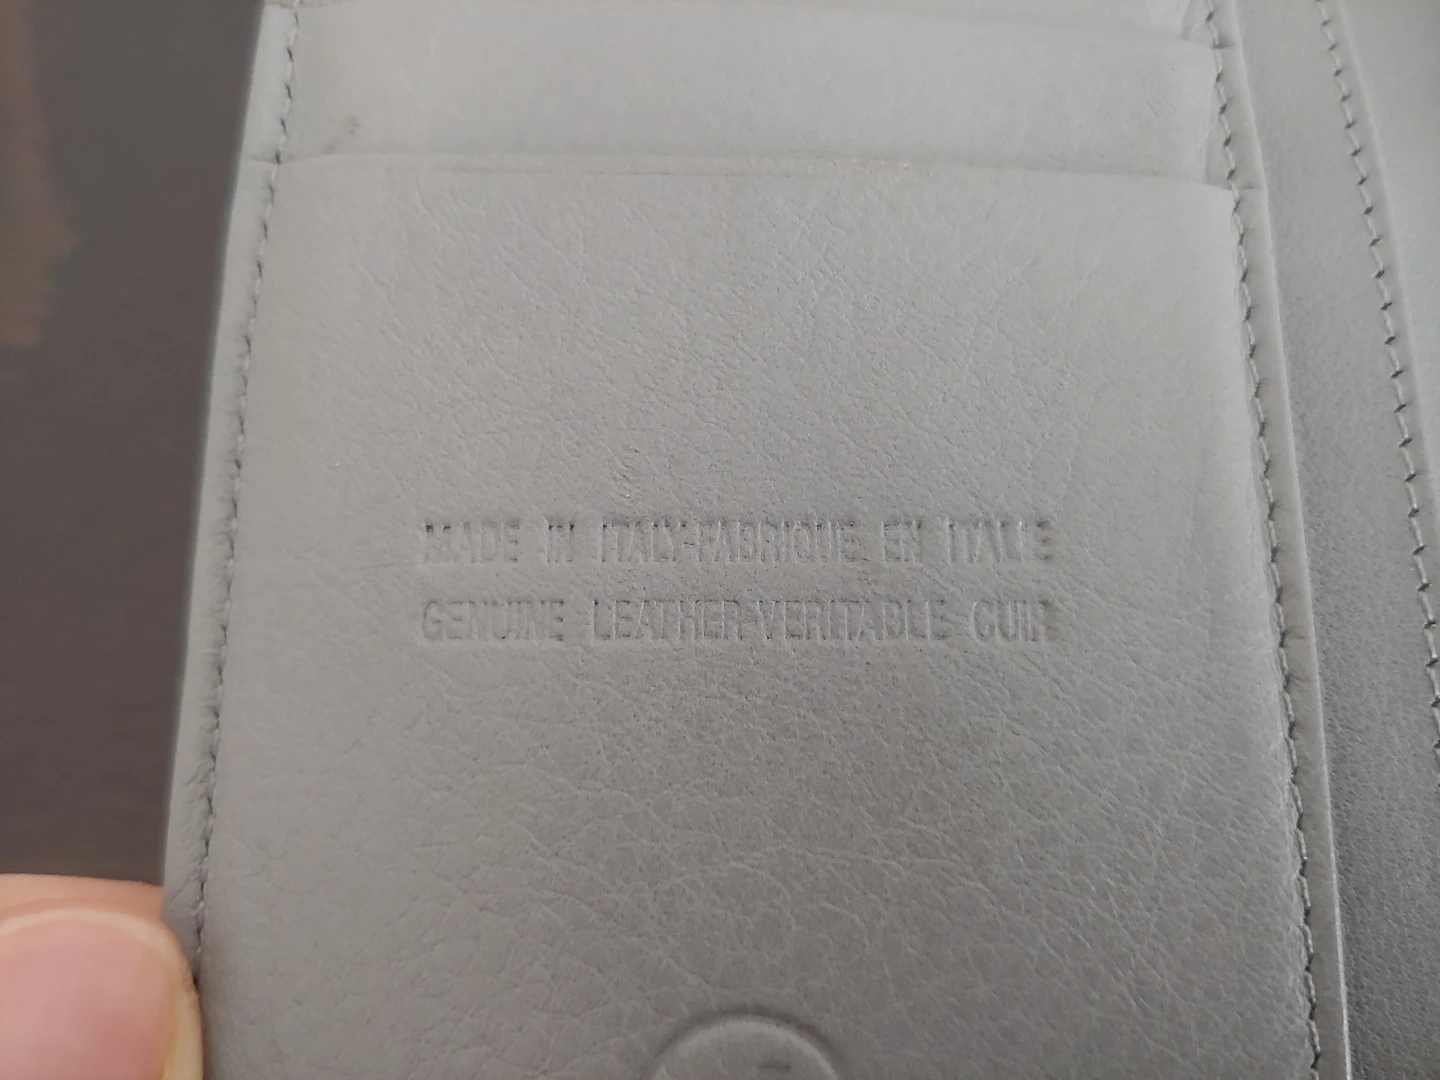 MADE IN ITALY-FABRIQUE EN ITALIE
GENUINE LEATHER-VERITABLE CUIR